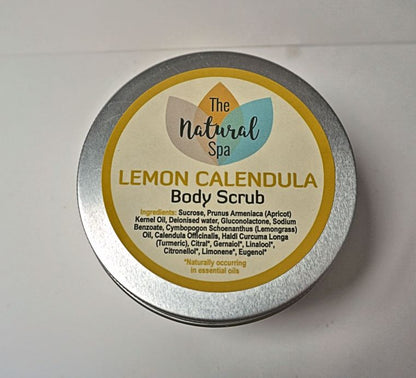 The
Natural
Spa
LEMON CALENDULA
Body Scrub
Ingredients: Sucrose, Prunus Armeniaca (Apricot)
Kernel Oil, Deionised water, Gluconolactone, Sodium
Benzoate, Cymbopogon Schoenanthus (Lemongrass)
Oil, Calendula Officinalis, Haldi Curcuma Longa
(Turmeric), Citral*, Gernaiol*, Linalool*,
Citronellol*, Limonene*, Eugenol*
*Naturally occurring
in essential oils